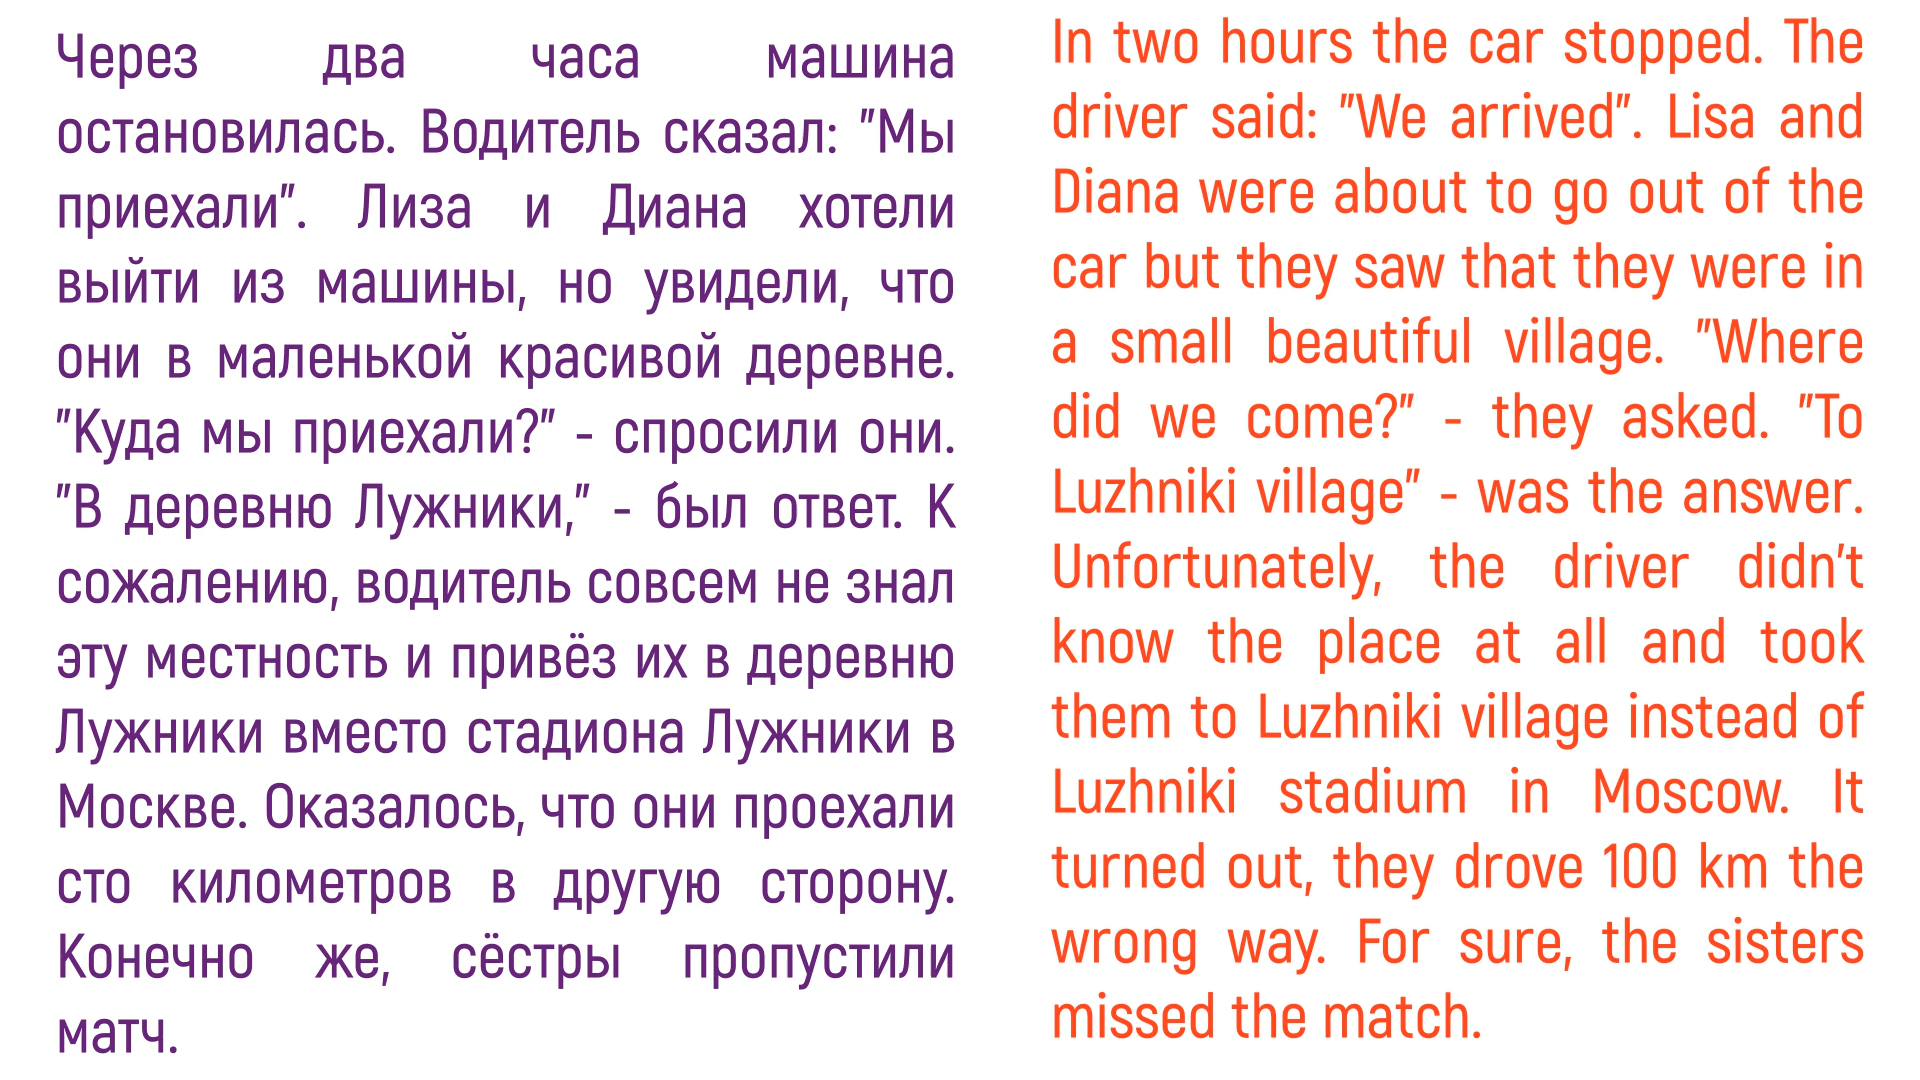 Через два часа машина
остановилась. Водитель сказал: "Мы
приехали". Лиза и Диана хотели
выйти из машины, но увидели, что
они в маленькой красивой деревне.
"Куда мы приехали?" - спросили они.
"В деревню Лужники," - был ответ. К
сожалению, водитель совсем не знал
эту местность и привёз их в деревню
Лужники вместо стадиона Лужники в
Москве. Оказалось, что они проехали
сто километров в другую сторону.
Конечно же, сёстры пропустили
матч.
In two hours the car stopped. The
driver said: "We arrived". Lisa and
Diana were about to go out of the
car but they saw that they were in
a small beautiful village. "Where
did we come?" - they asked. "To
Luzhniki village" - was the answer.
Unfortunately, the driver didn't
know the place at all and took
them to Luzhniki village instead of
Luzhniki stadium in Moscow. It
turned out, they drove 100 km the
wrong way. For sure, the sisters
missed the match.